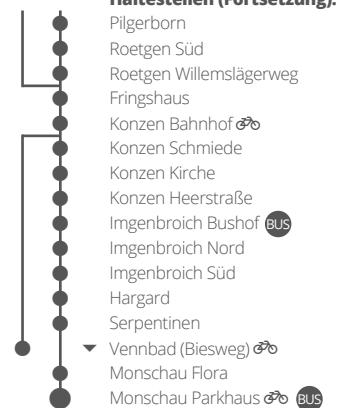 Haltestellen (Fortsetzung):
Pilgerborn
Roetgen Süd
Roetgen Willemslägerweg
Fringshaus
Konzen Bahnhof
Konzen Schmiede
Konzen Kirche
Konzen Heerstraße
Imgenbroich Bushof BUS
Imgenbroich Nord
Imgenbroich Süd
Hargard
Serpentinen
Vennbad (Biesweg)
Monschau Flora
Monschau Parkhaus BUS